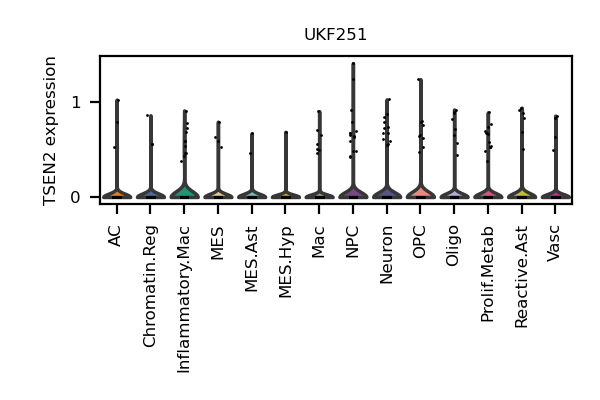 UKF251
TSEN2 expression
1
0
AC
Chromatin.Reg
Inflammatory.Mac
MES
MES.Ast
MES.Hyp
Mac
NPC
Neuron
OPC
Oligo
Prolif.Metab
Reactive.Ast
Vasc